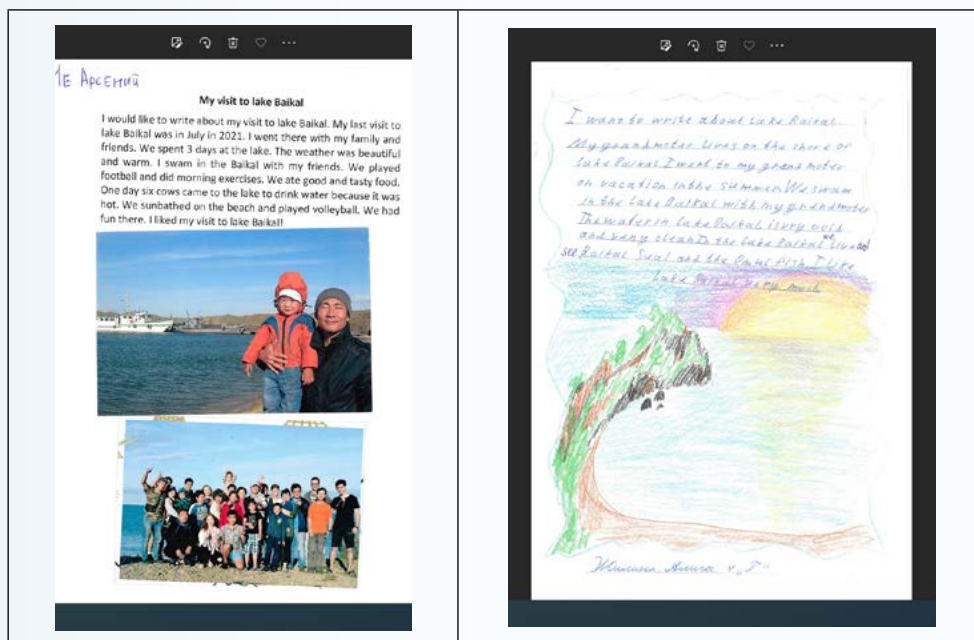 1Е Арсений
My visit to lake Baikal
I would like to write about my visit to lake Baikal. My last visit to
lake Baikal was in July in 2021. I went there with my family and
friends. We spent 3 days at the lake. The weather was beautiful
and warm. I swam in the Baikal with my friends. We played
football and did morning exercises. We ate good and tasty food.
One day six cows came to the lake to drink water because it was
hot. We sunbathed on the beach and played volleyball. We had
fun there. I liked my visit to lake Baikal!
I want to write about Lake Baikal.
My grandmoter lives on the shore of
Lake Baikal I went to my grandmoter
on vacation in the summer We swam
in the Lake Baikal with my grandmoter
The water in Lake Baikal is very cold
and very clean In the Lake Baikal live
see Baikal Seal and the Omul fish I like
Lake Baikal very much
"Г"